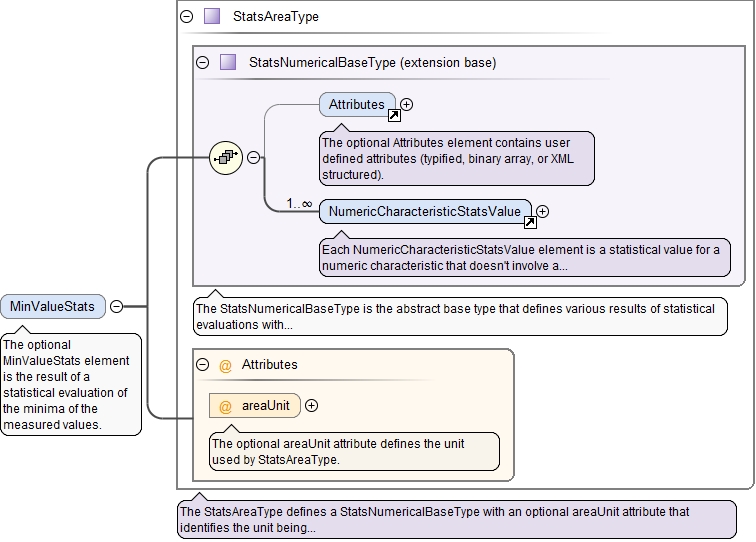 StatsAreaType
StatsNumericalBaseType (extension base)
Attributes
The optional Attributes element contains user
defined attributes (typified, binary array, or XML
structured).
1..∞
NumericCharacteristicStatsValue
Each NumericCharacteristicStatsValue element is a statistical value for a
numeric characteristic that doesn't involve a...
MinValueStats
The StatsNumericalBaseType is the abstract base type that defines various results of statistical
evaluations with...
The optional
MinValueStats element
is the result of a
statistical evaluation of
the minima of the
measured values.
@ Attributes
@ areaUnit
The optional areaUnit attribute defines the unit
used by StatsAreaType.
The StatsAreaType defines a StatsNumericalBaseType with an optional areaUnit attribute that
identifies the unit being...